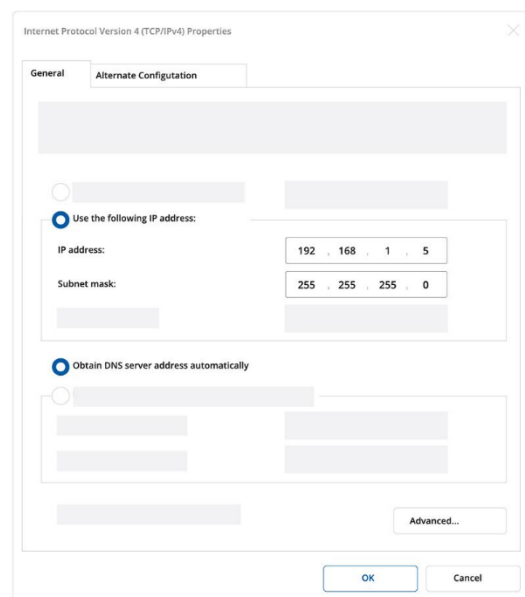 Internet Protocol Version 4 (TCP/IPv4) Properties
General
Alternate Configutation
Use the following IP address:
IP address: 192 . 168 . 1 . 5
Subnet mask: 255 . 255 . 255 . 0
Obtain DNS server address automatically
Advanced...
OK Cancel